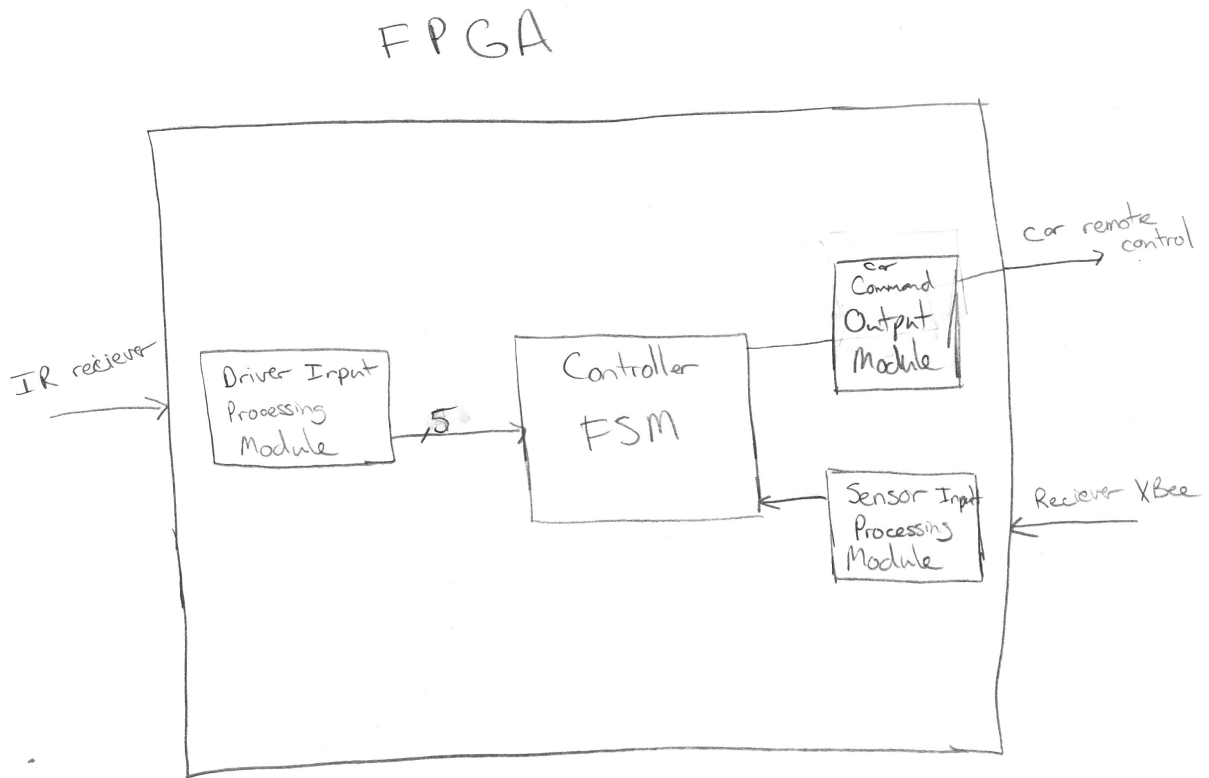 FPGA
IR reciever
Driver Input
Processing
Module
5
Controller
FSM
Car
Command
Output
Module
Car remote
control
Sensor Input
Processing
Module
Reciever XBee